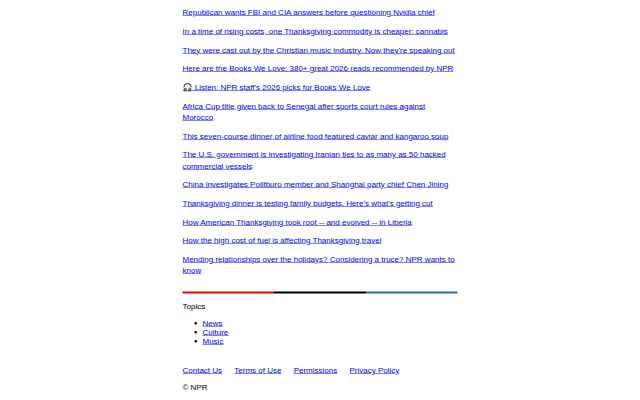 Republican wants FBI and CIA answers before questioning Nvidia chief
In a time of rising costs, one Thanksgiving commodity is cheaper: cannabis
They were cast out by the Christian music industry. Now they're speaking out
Here are the Books We Love: 380+ great 2026 reads recommended by NPR
🎧 Listen: NPR staff's 2026 picks for Books We Love
Africa Cup title given back to Senegal after sports court rules against
Morocco
This seven-course dinner of airline food featured caviar and kangaroo soup
The U.S. government is investigating Iranian ties to as many as 50 hacked
commercial vessels
China investigates Politburo member and Shanghai party chief Chen Jining
Thanksgiving dinner is testing family budgets. Here's what's getting cut
How American Thanksgiving took root -- and evolved -- in Liberia
How the high cost of fuel is affecting Thanksgiving travel
Mending relationships over the holidays? Considering a truce? NPR wants to
know
Topics
News
Culture
Music
Contact Us Terms of Use Permissions Privacy Policy
© NPR